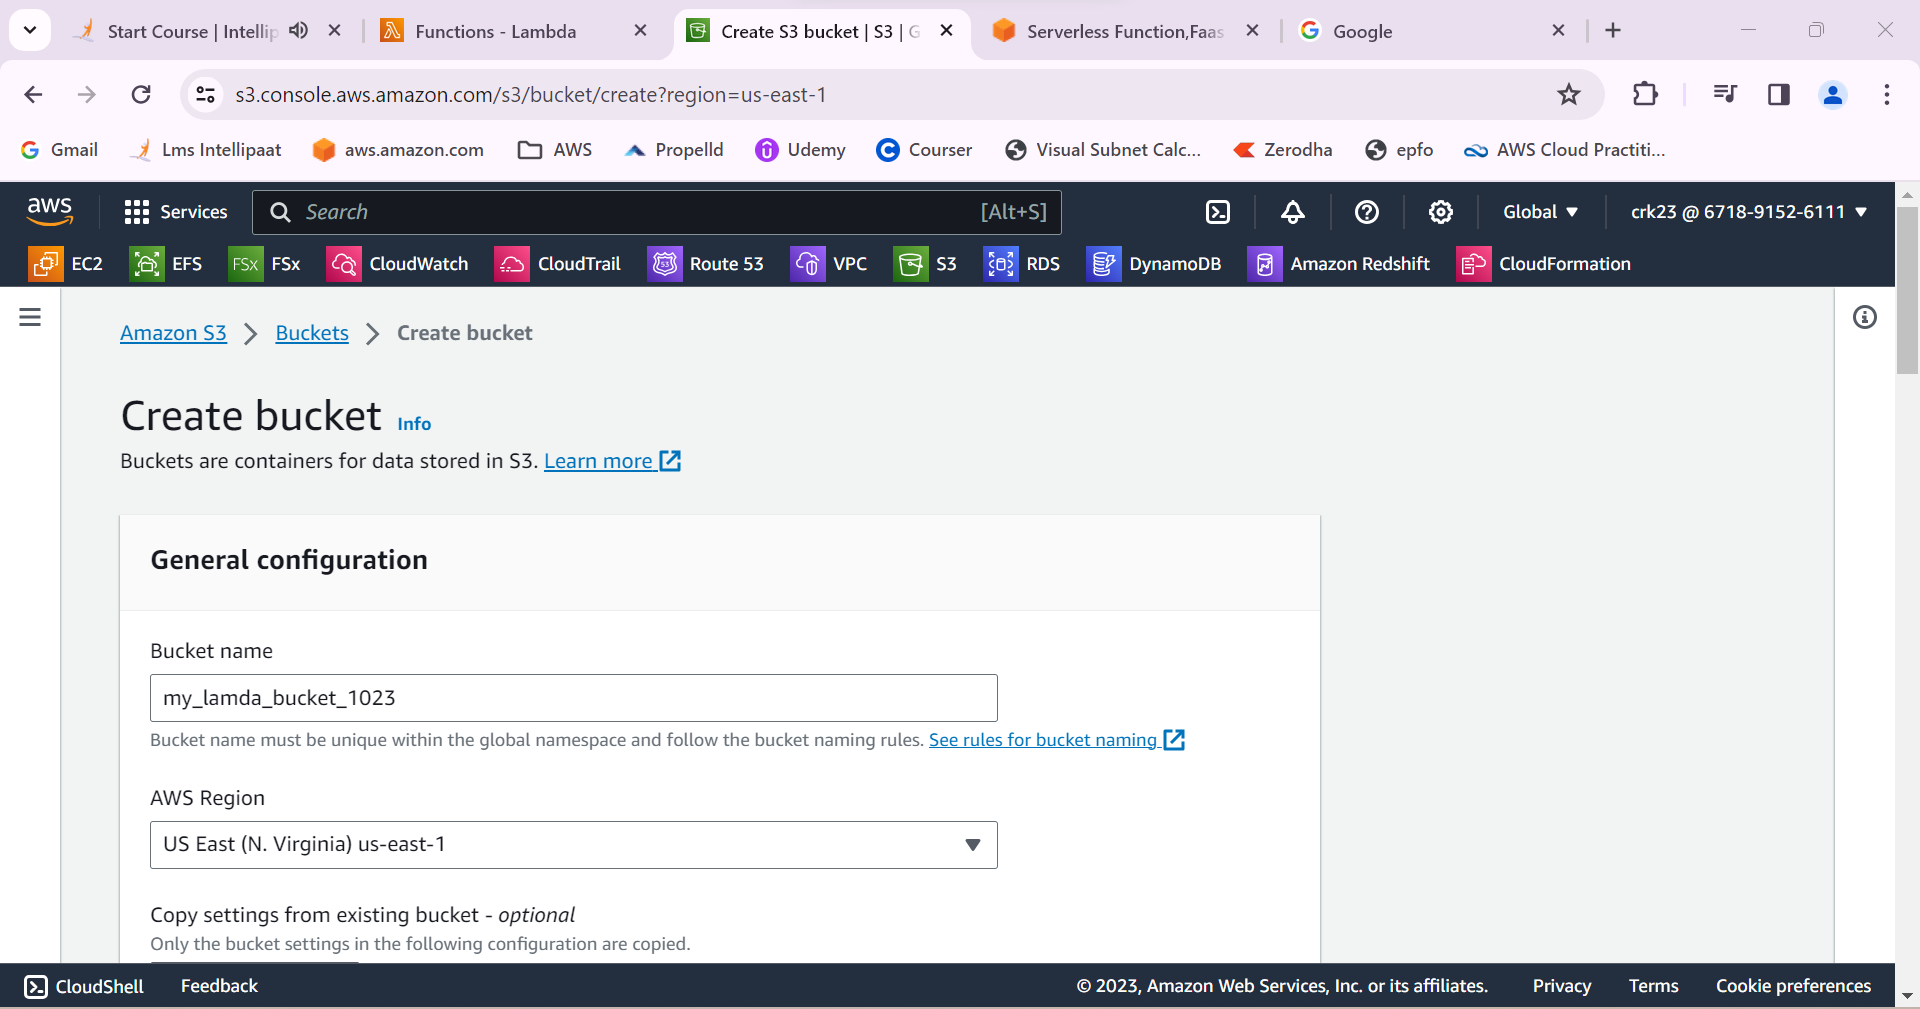 Start Course | Intellip
Functions - Lambda
Create S3 bucket | S3 | G
Serverless Function,Faas
Google
s3.console.aws.amazon.com/s3/bucket/create?region=us-east-1
Gmail
Lms Intellipaat
aws.amazon.com
AWS
Propelld
Udemy
Courser
Visual Subnet Calc...
Zerodha
epfo
AWS Cloud Practiti...
aws
Services
Search
[Alt+S]
Global
crk23 @ 6718-9152-6111
EC2
EFS
FSx FSx
CloudWatch
CloudTrail
53 Route 53
VPC
S3
RDS
DynamoDB
Amazon Redshift
CloudFormation
Amazon S3
Buckets
Create bucket
Create bucket Info
Buckets are containers for data stored in S3. Learn more
General configuration
Bucket name
my_lamda_bucket_1023
Bucket name must be unique within the global namespace and follow the bucket naming rules. See rules for bucket naming
AWS Region
US East (N. Virginia) us-east-1
Copy settings from existing bucket - optional
Only the bucket settings in the following configuration are copied.
CloudShell
Feedback
© 2023, Amazon Web Services, Inc. or its affiliates.
Privacy
Terms
Cookie preferences